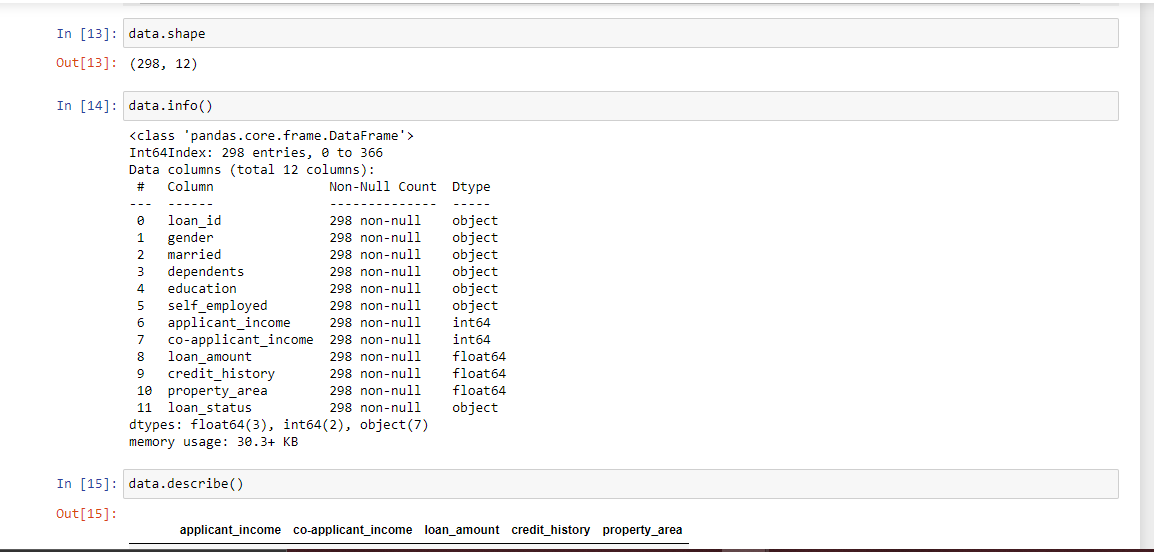 In [13]: data.shape
Out[13]: (298, 12)
In [14]: data.info()
<class 'pandas.core.frame.DataFrame'>
Int64Index: 298 entries, 0 to 366
Data columns (total 12 columns):
 #   Column               Non-Null Count  Dtype
---  ------               --------------  -----
 0   loan_id              298 non-null    object
 1   gender               298 non-null    object
 2   married              298 non-null    object
 3   dependents           298 non-null    object
 4   education            298 non-null    object
 5   self_employed        298 non-null    object
 6   applicant_income     298 non-null    int64
 7   co-applicant_income  298 non-null    int64
 8   loan_amount          298 non-null    float64
 9   credit_history       298 non-null    float64
 10  property_area        298 non-null    float64
 11  loan_status          298 non-null    object
dtypes: float64(3), int64(2), object(7)
memory usage: 30.3+ KB
In [15]: data.describe()
Out[15]:
applicant_income co-applicant_income loan_amount credit_history property_area